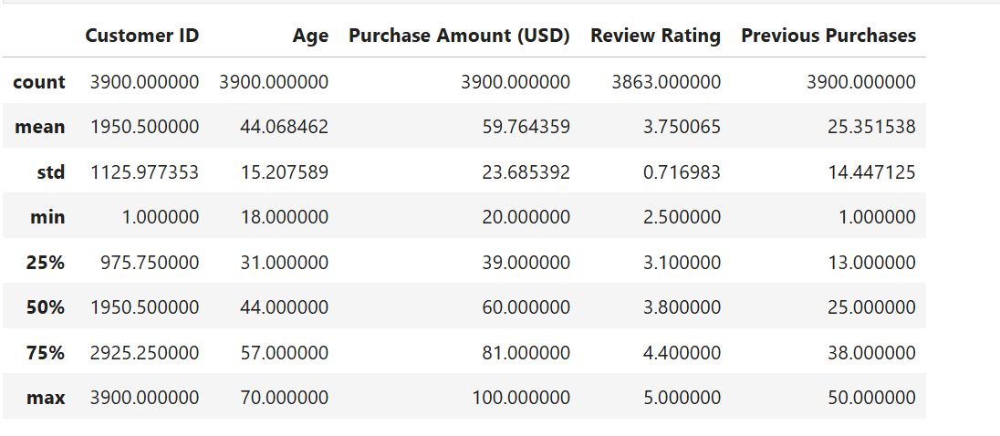 Customer ID Age Purchase Amount (USD) Review Rating Previous Purchases
count 3900.000000 3900.000000 3900.000000 3863.000000 3900.000000
mean 1950.500000 44.068462 59.764359 3.750065 25.351538
std 1125.977353 15.207589 23.685392 0.716983 14.447125
min 1.000000 18.000000 20.000000 2.500000 1.000000
25% 975.750000 31.000000 39.000000 3.100000 13.000000
50% 1950.500000 44.000000 60.000000 3.800000 25.000000
75% 2925.250000 57.000000 81.000000 4.400000 38.000000
max 3900.000000 70.000000 100.000000 5.000000 50.000000